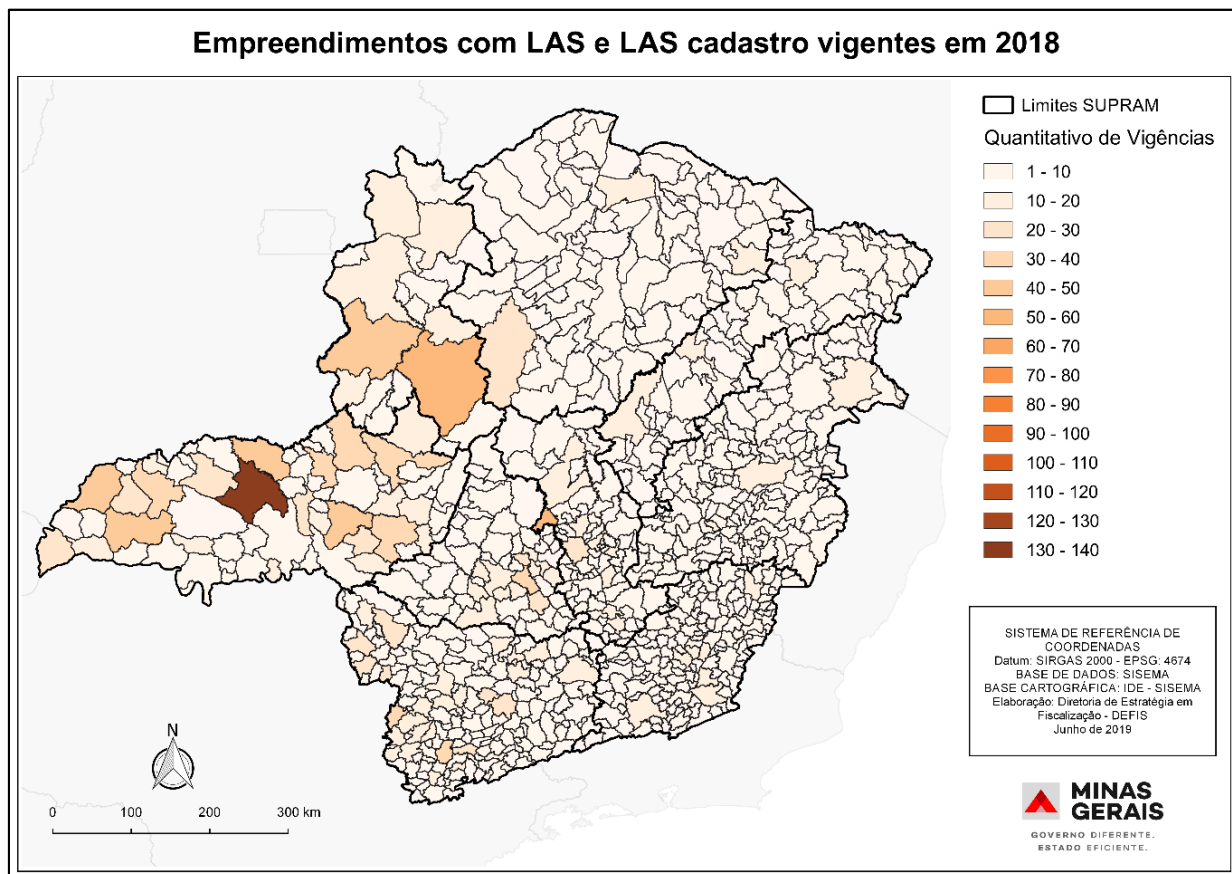 Empreendimentos com LAS e LAS cadastro vigentes em 2018
Limites SUPRAM
Quantitativo de Vigências
1 - 10
10 - 20
20 - 30
30 - 40
40 - 50
50 - 60
60 - 70
70 - 80
80 - 90
90 - 100
100 - 110
110 - 120
120 - 130
130 - 140
SISTEMA DE REFERÊNCIA DE
COORDENADAS
Datum: SIRGAS 2000 - EPSG: 4674
BASE DE DADOS: SISEMA
BASE CARTOGRÁFICA: IDE - SISEMA
Elaboração: Diretoria de Estratégia em
Fiscalização - DEFIS
Junho de 2019
N
0 100 200 300 km
MINAS
GERAIS
GOVERNO DIFERENTE.
ESTADO EFICIENTE.